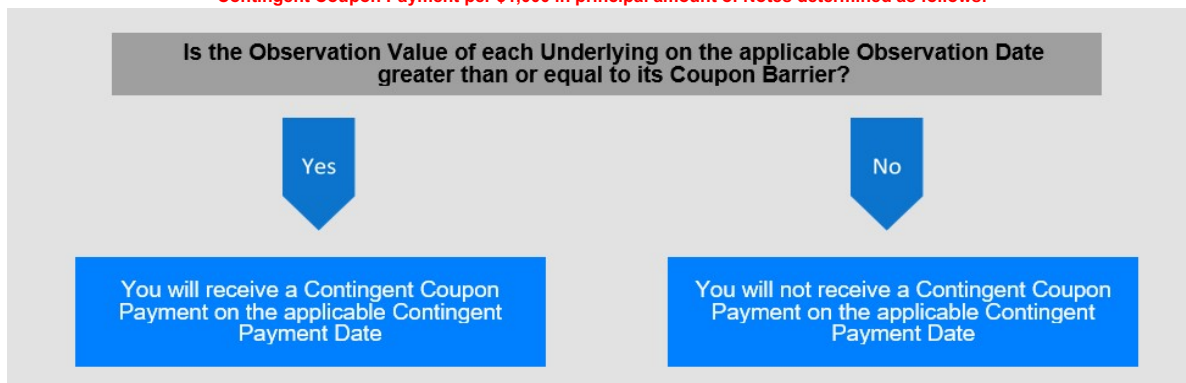 Contingent Coupon Payment per $1,000 in principal amount of Notes determined as follows:
Is the Observation Value of each Underlying on the applicable Observation Date
greater than or equal to its Coupon Barrier?
Yes
No
You will receive a Contingent Coupon
Payment on the applicable Contingent
Payment Date
You will not receive a Contingent Coupon
Payment on the applicable Contingent
Payment Date